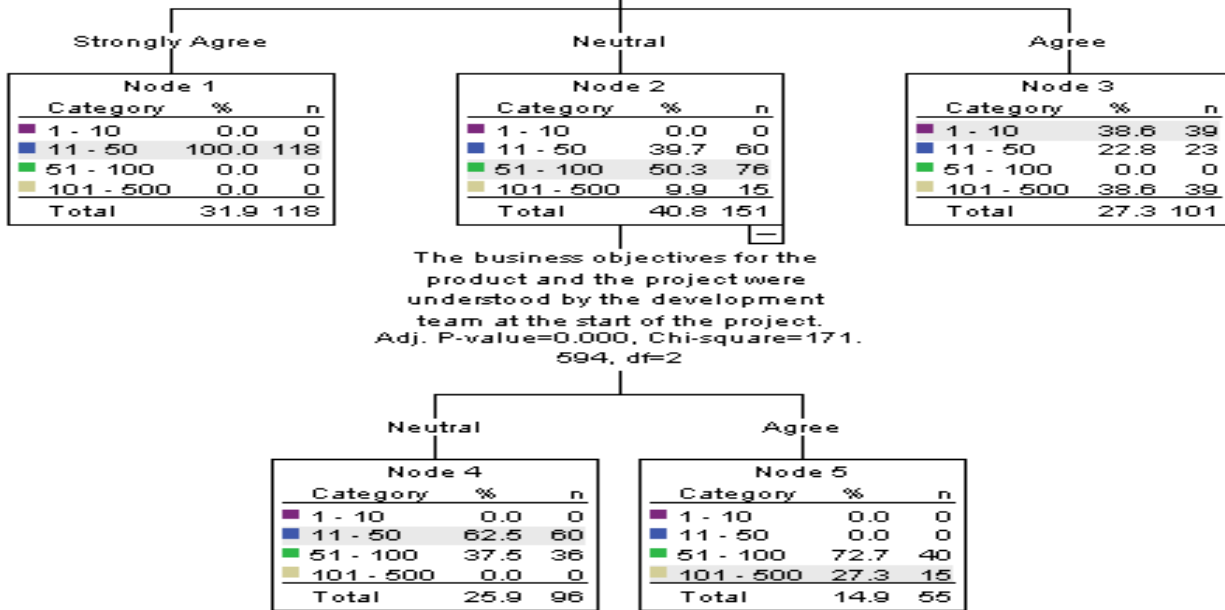 Strongly Agree
Neutral
Agree
Node 1
Category % n
1 - 10 0.0 0
11 - 50 100.0 118
51 - 100 0.0 0
101 - 500 0.0 0
Total 31.9 118
Node 2
Category % n
1 - 10 0.0 0
11 - 50 39.7 60
51 - 100 50.3 76
101 - 500 9.9 15
Total 40.8 151
Node 3
Category % n
1 - 10 38.6 39
11 - 50 22.8 23
51 - 100 0.0 0
101 - 500 38.6 39
Total 27.3 101
The business objectives for the
product and the project were
understood by the development
team at the start of the project.
Adj. P-value=0.000, Chi-square=171.
594, df=2
Neutral
Agree
Node 4
Category % n
1 - 10 0.0 0
11 - 50 62.5 60
51 - 100 37.5 36
101 - 500 0.0 0
Total 25.9 96
Node 5
Category % n
1 - 10 0.0 0
11 - 50 0.0 0
51 - 100 72.7 40
101 - 500 27.3 15
Total 14.9 55